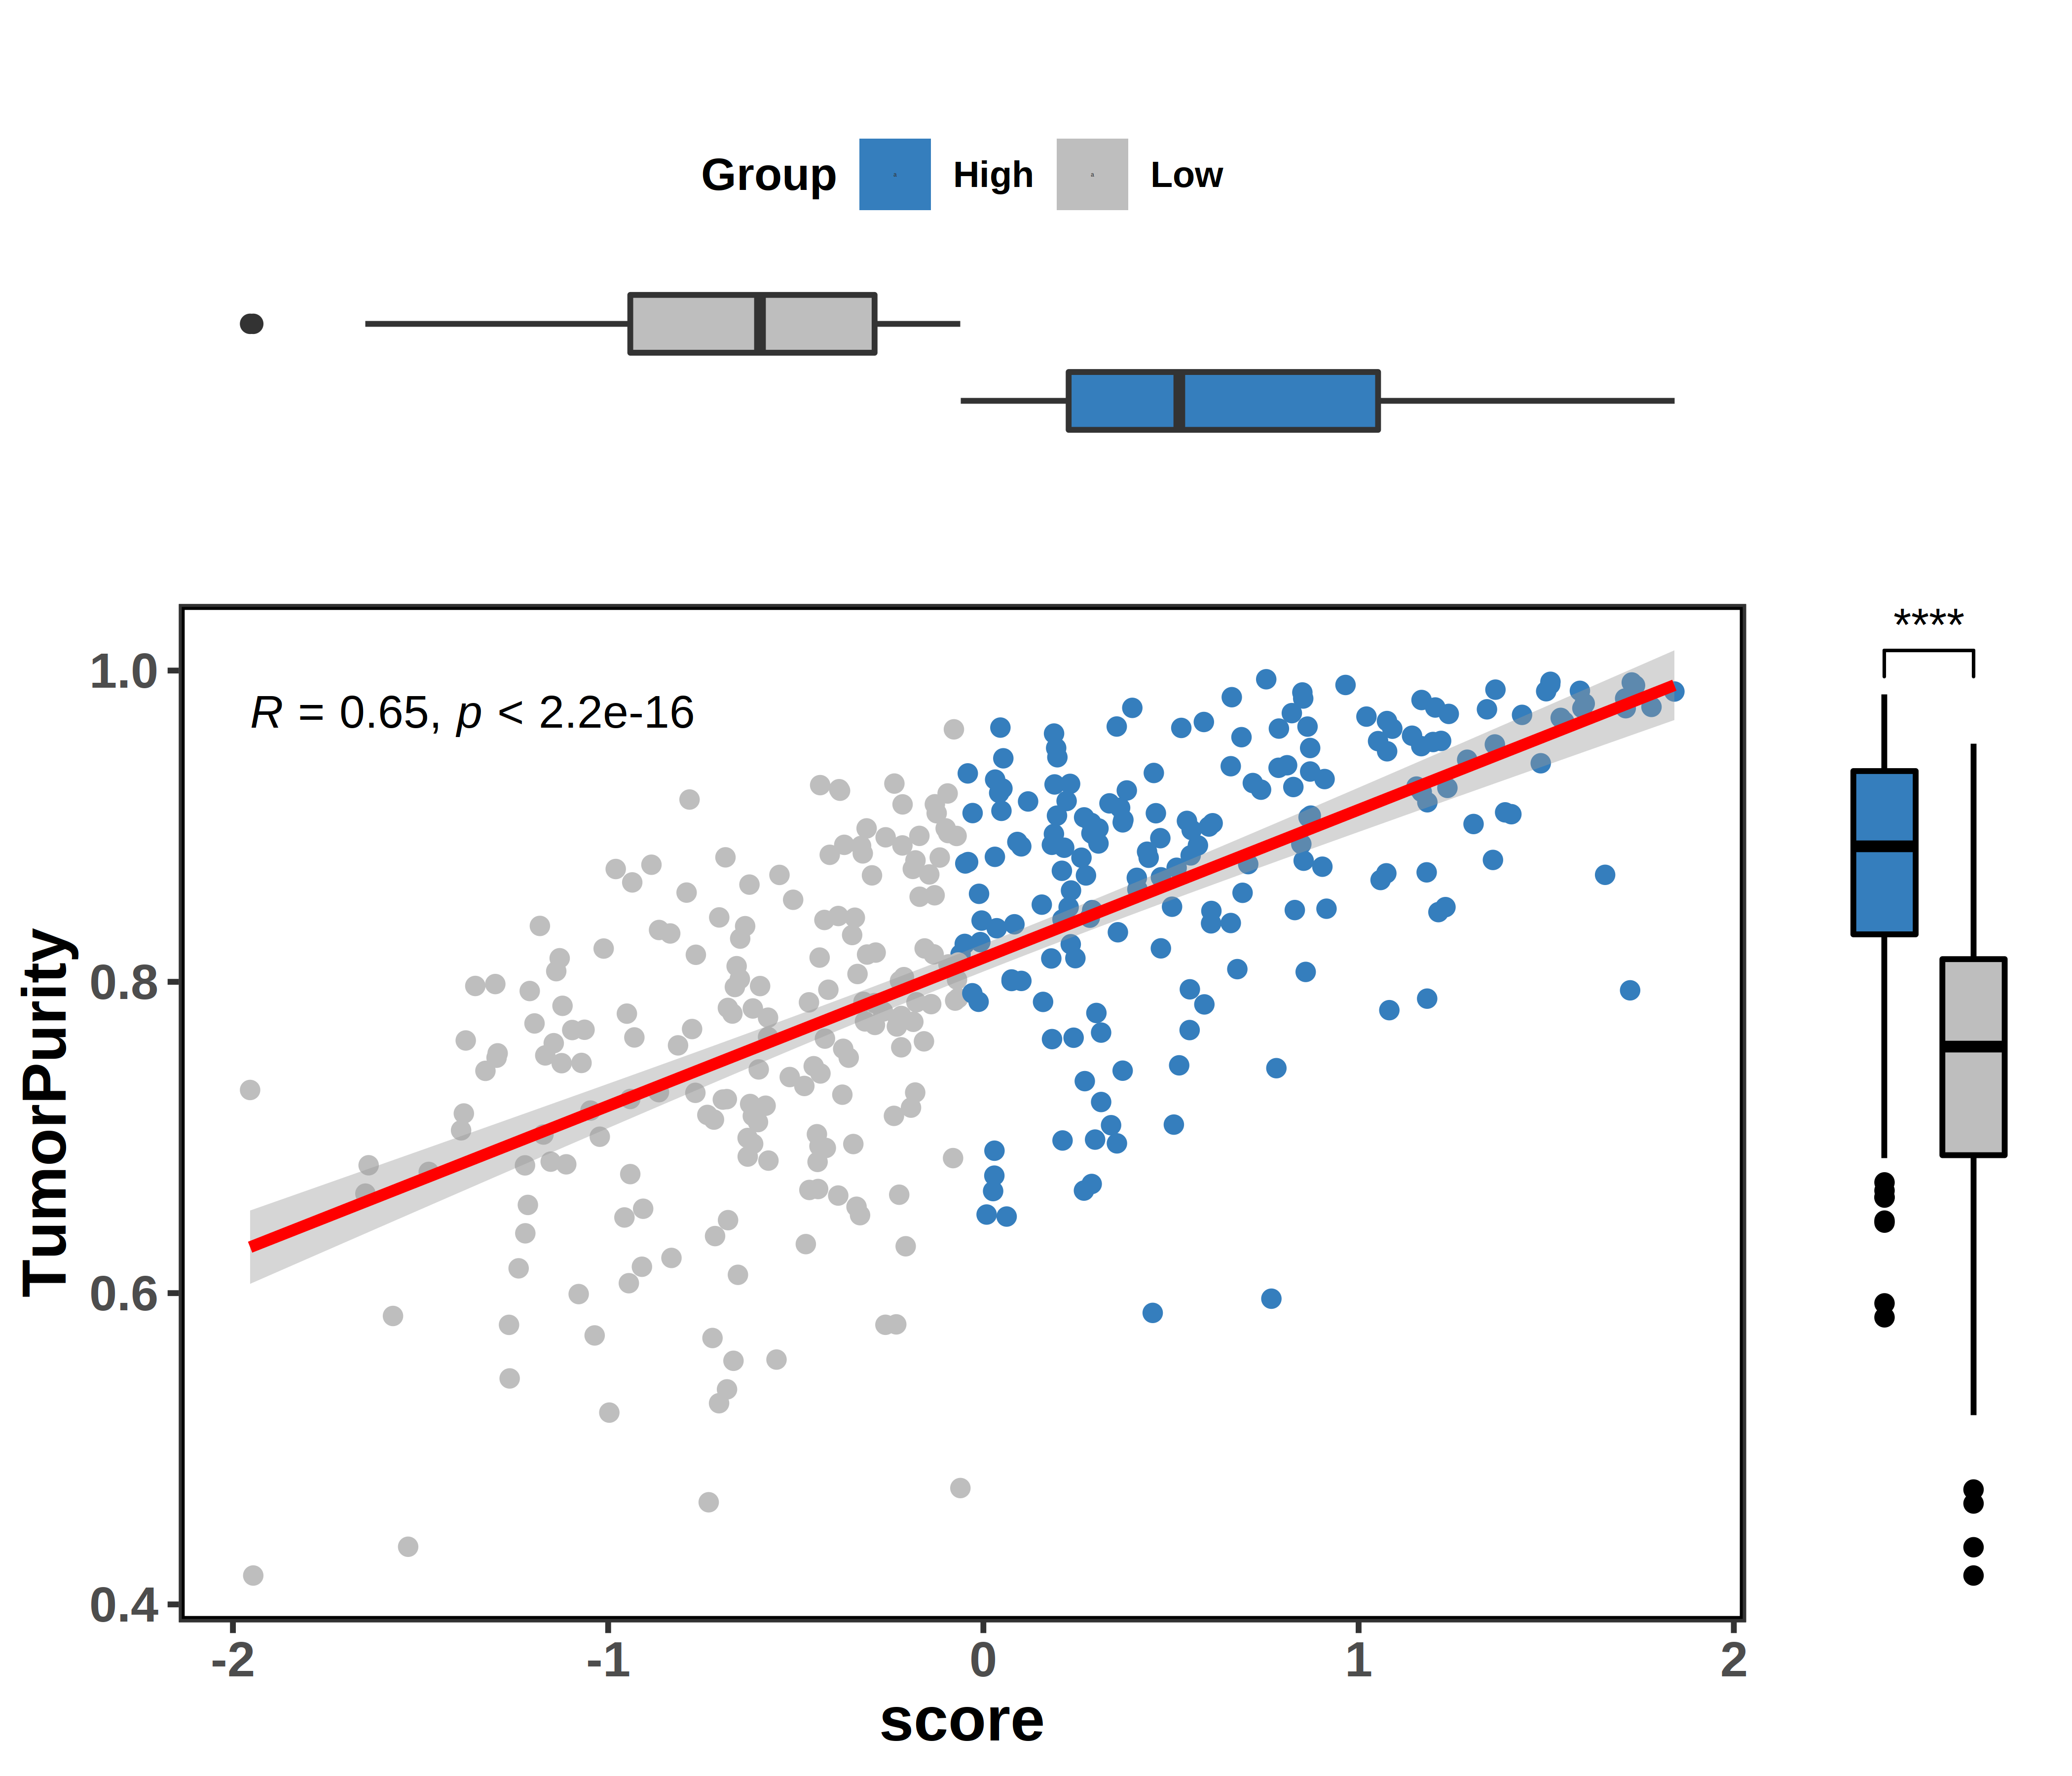 Group High Low
****
R = 0.65, p < 2.2e-16
TumorPurity
1.0
0.8
0.6
0.4
-2 -1 0 1 2
score